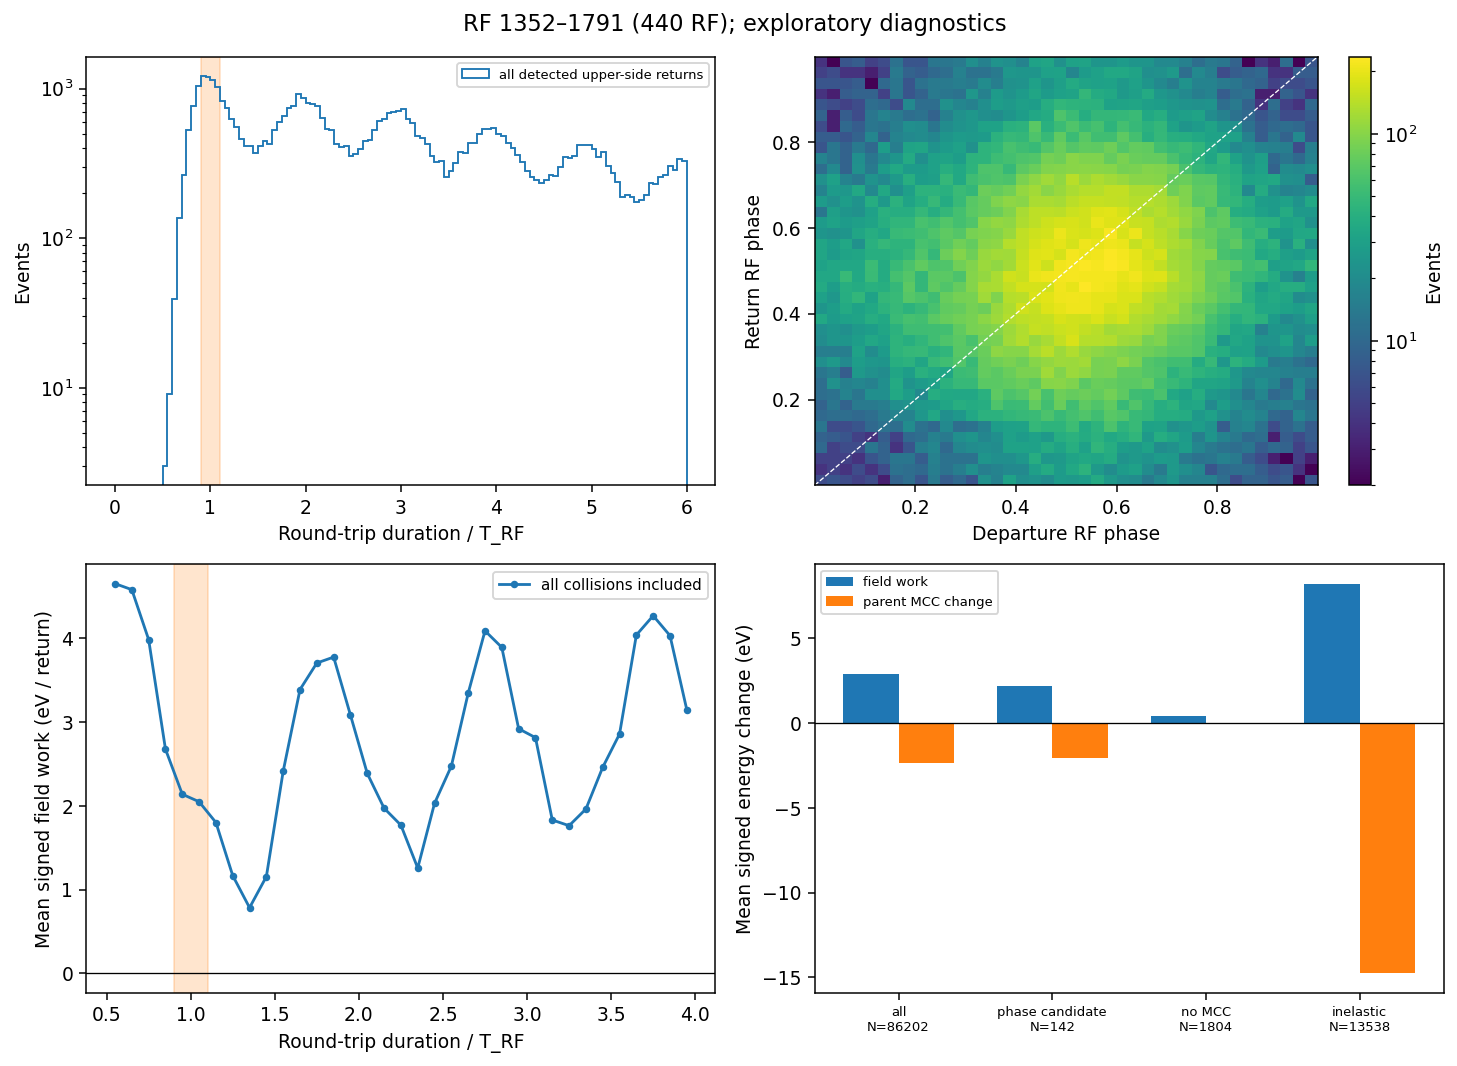 RF 1352–1791 (440 RF); exploratory diagnostics
all detected upper-side returns
Events
10³
10²
10¹
0 1 2 3 4 5 6
Round-trip duration / T_RF
Return RF phase
0.8
0.6
0.4
0.2
0.2 0.4 0.6 0.8
Departure RF phase
10²
10¹
Events
all collisions included
Mean signed field work (eV / return)
4
3
2
1
0
0.5 1.0 1.5 2.0 2.5 3.0 3.5 4.0
Round-trip duration / T_RF
field work
parent MCC change
Mean signed energy change (eV)
5
0
−5
−10
−15
all phase candidate no MCC inelastic
N=86202 N=142 N=1804 N=13538